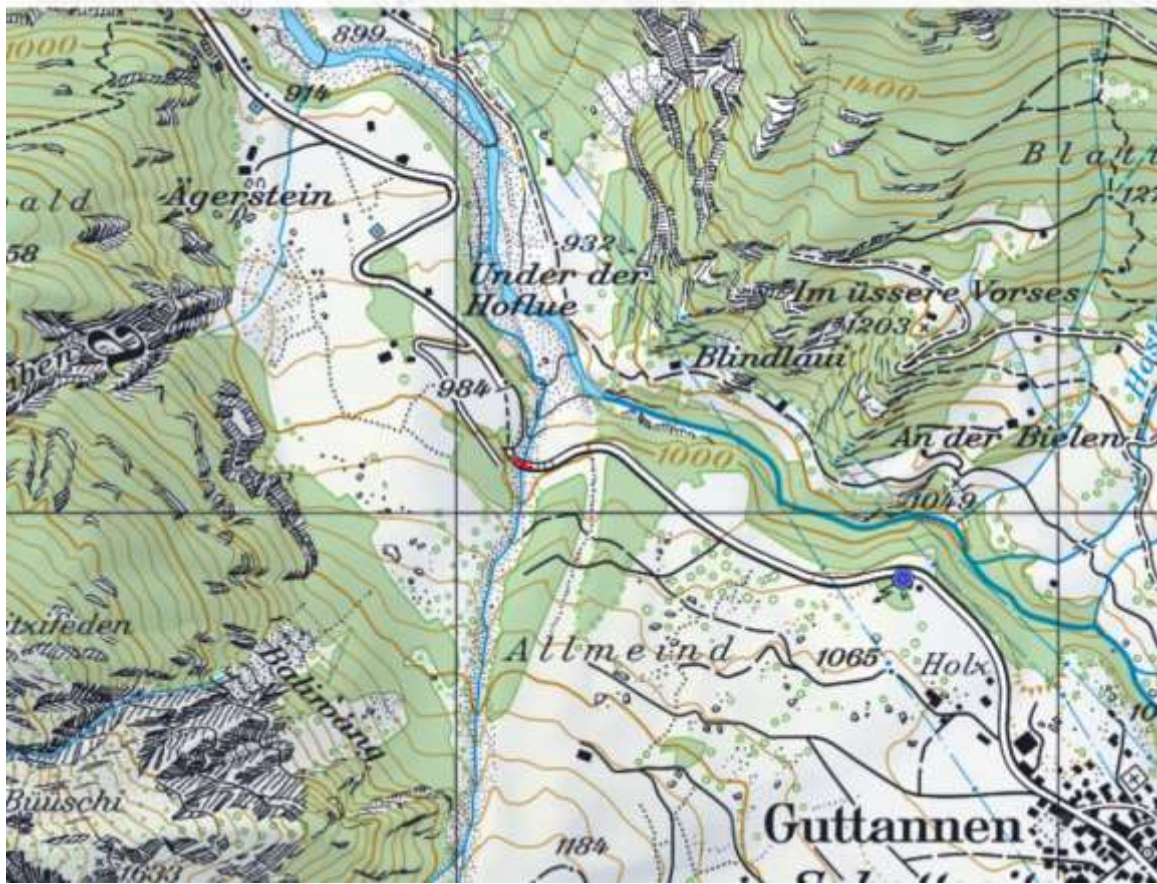 899
1000
914
1400
Blatt
ald
Ägerstein
58
932
Under der
Hoflue
Im üssere Vorses
1203
Blindlaui
984
An der Bielen
1000
1049
Allmeind
1065
Holz
Guttannen
1184
1633